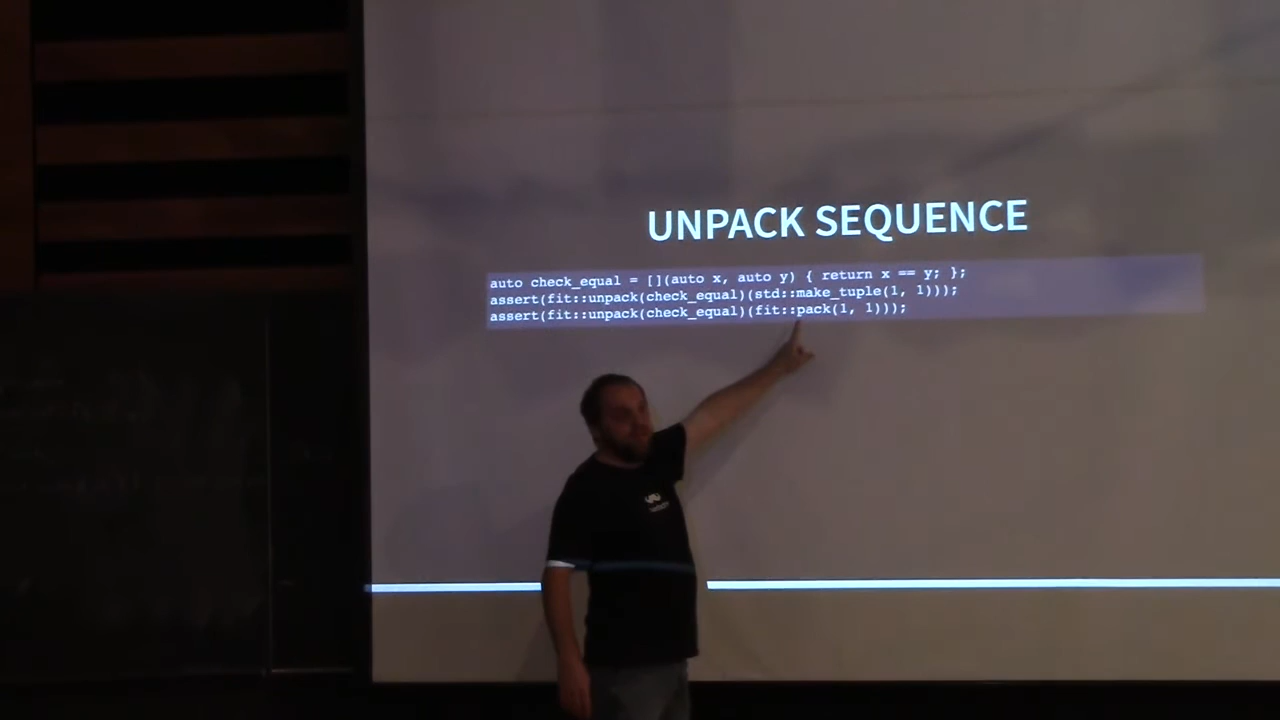 UNPACK SEQUENCE
auto check_equal = [](auto x, auto y) { return x == y; };
assert(fit::unpack(check_equal)(std::make_tuple(1, 1)));
assert(fit::unpack(check_equal)(fit::pack(1, 1)));